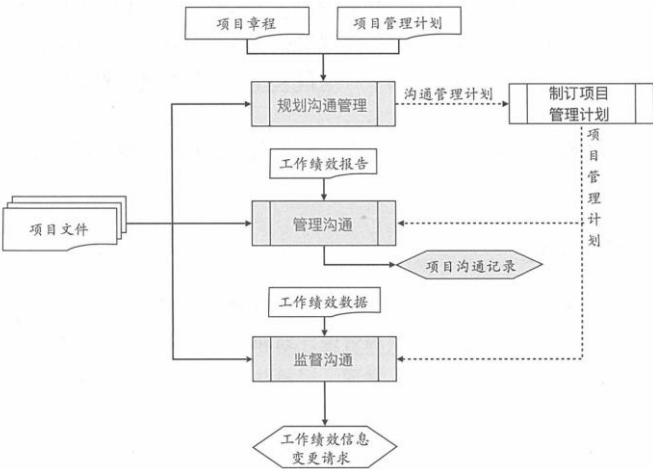 项目章程
项目管理计划
规划沟通管理
沟通管理计划
制订项目
管理计划
项目管理计划
工作绩效报告
项目文件
管理沟通
项目沟通记录
工作绩效数据
监督沟通
工作绩效信息
变更请求